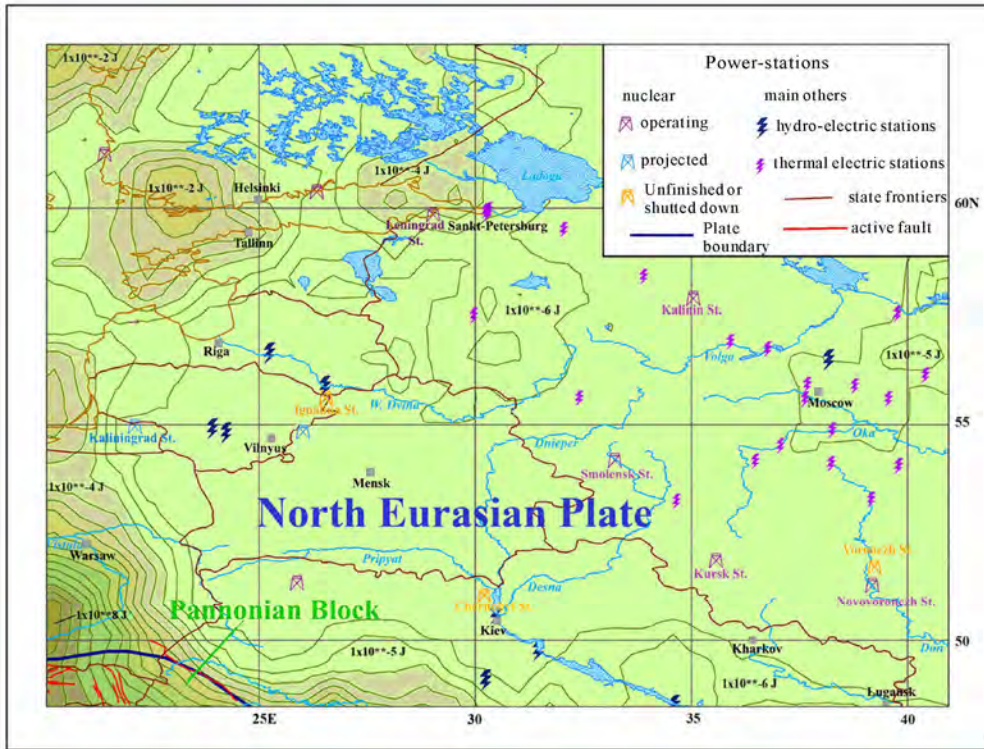 1x10**-2 J
Power-stations
nuclear
main others
operating
hydo-electric stations
projected
thermal electric stations
Unfinished or
shutted down
state frontiers
Plate
boundary
active fault
1x10**-2 J
Helsinki
1x10**-4 J
Ladoga
60N
Leningrad
St.
Sankt-Petersburg
Tallinn
1x10**-6 J
Kalinin St.
Riga
Volga
1x10**-5 J
Ignalina St.
W. Dvina
Moscow
55
Kaliningrad St.
Vilnyus
Dnieper
Oka
Mensk
Smolensk St.
1x10**-4 J
North Eurasian Plate
Vistula
Warsaw
Pripyat
Desna
Kursk St.
Voronezh St.
Novovoronezh St.
1x10**8 J
Pannonian Block
Chernobyl St.
Kiev
50
Kharkov
Don
1x10**-5 J
1x10**-6 J
Lugansk
25E
30
35
40